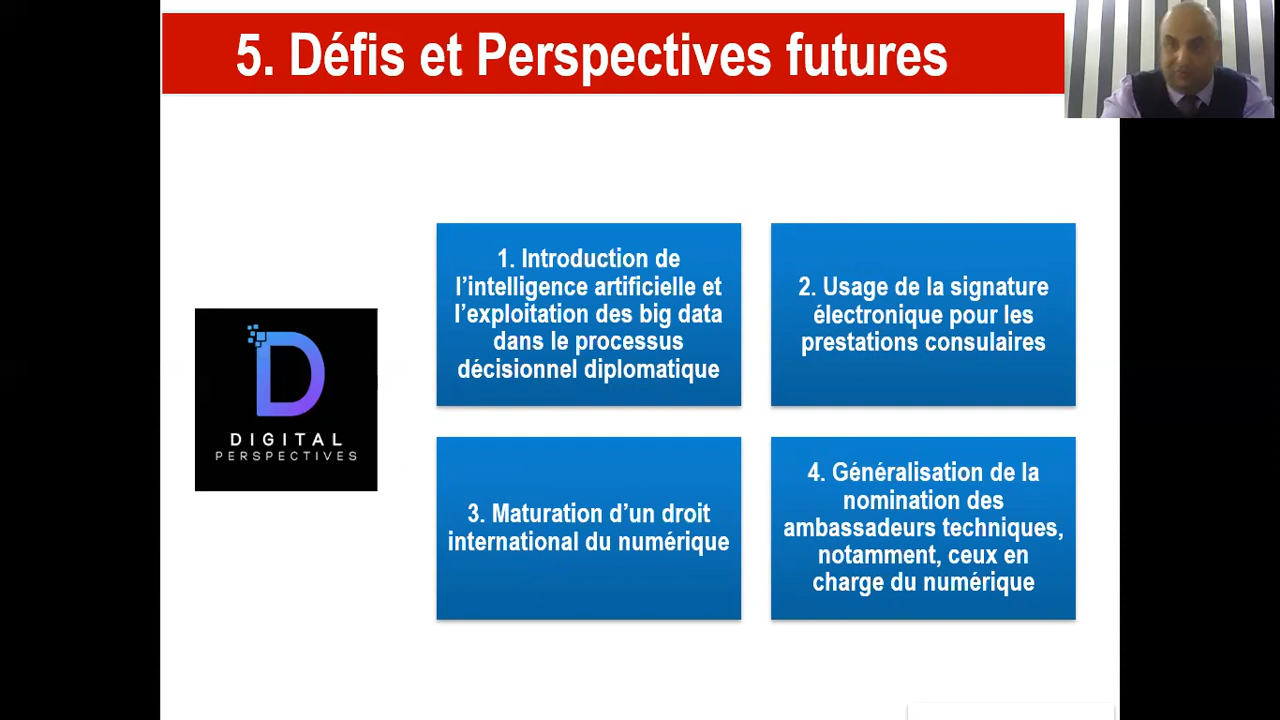 5. Défis et Perspectives futures
1. Introduction de
l’intelligence artificielle et
l’exploitation des big data
dans le processus
décisionnel diplomatique
2. Usage de la signature
électronique pour les
prestations consulaires
DIGITAL
PERSPECTIVES
3. Maturation d’un droit
international du numérique
4. Généralisation de la
nomination des
ambassadeurs techniques,
notamment, ceux en
charge du numérique